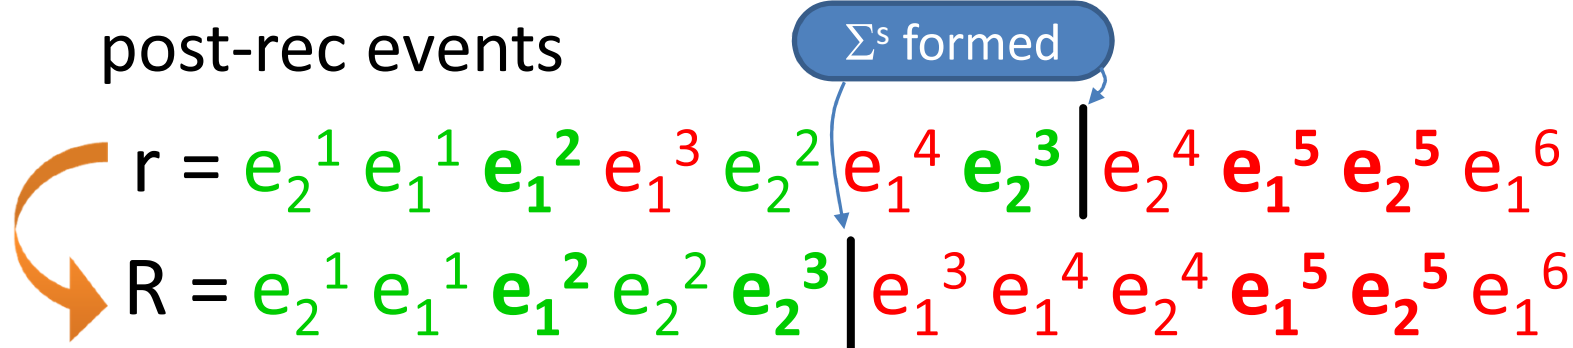 post-rec events
Σˢ formed
r = e₂¹ e₁¹ e₁² e₁³ e₂² e₁⁴ e₂³ | e₂⁴ e₁⁵ e₂⁵ e₁⁶
R = e₂¹ e₁¹ e₁² e₂² e₂³ | e₁³ e₁⁴ e₂⁴ e₁⁵ e₂⁵ e₁⁶